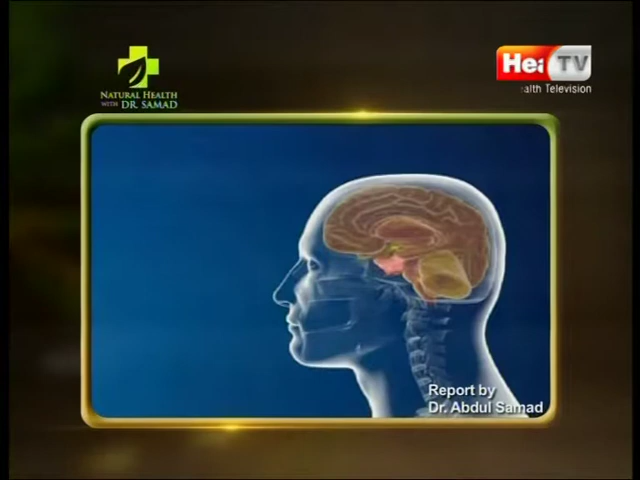 NATURAL HEALTH
WITH DR. SAMAD
Hea TV
alth Television
Report by
Dr. Abdul Samad